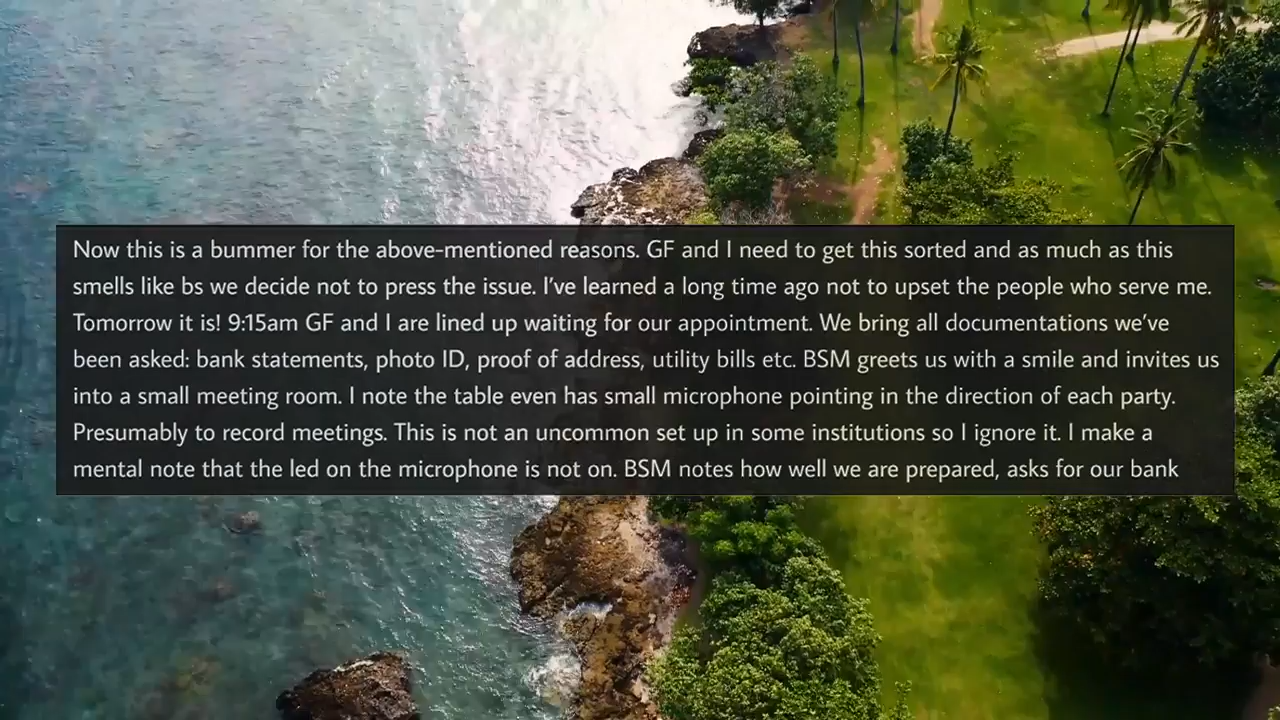 Now this is a bummer for the above-mentioned reasons. GF and I need to get this sorted and as much as this
smells like bs we decide not to press the issue. I've learned a long time ago not to upset the people who serve me.
Tomorrow it is! 9:15am GF and I are lined up waiting for our appointment. We bring all documentations we've
been asked: bank statements, photo ID, proof of address, utility bills etc. BSM greets us with a smile and invites us
into a small meeting room. I note the table even has small microphone pointing in the direction of each party.
Presumably to record meetings. This is not an uncommon set up in some institutions so I ignore it. I make a
mental note that the led on the microphone is not on. BSM notes how well we are prepared, asks for our bank